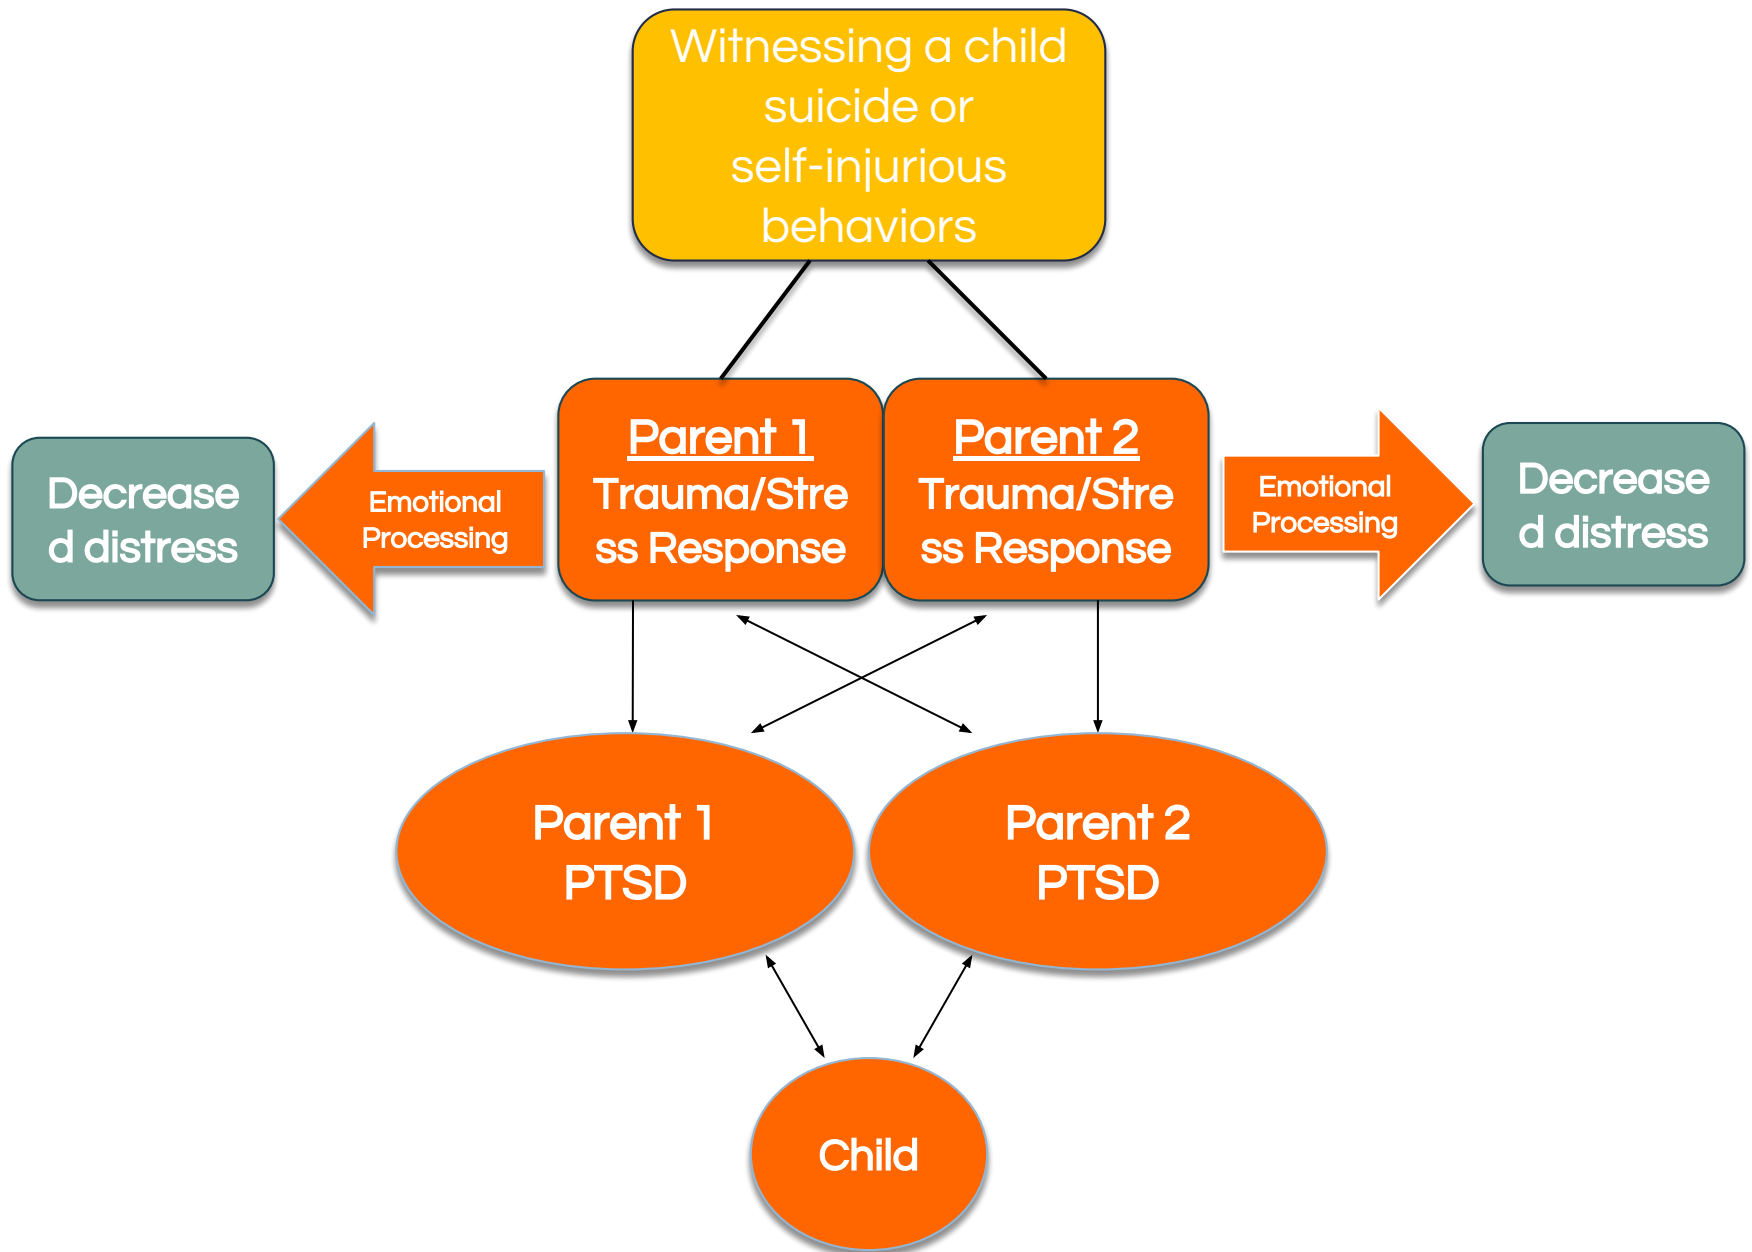 Witnessing a child
suicide or
self-injurious
behaviors
Decrease
d distress
Emotional
Processing
Parent 1
Trauma/Stre
ss Response
Parent 2
Trauma/Stre
ss Response
Emotional
Processing
Decrease
d distress
Parent 1
PTSD
Parent 2
PTSD
Child